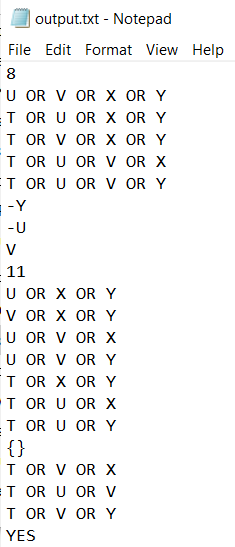 output.txt - Notepad
File Edit Format View Help
8
U OR V OR X OR Y
T OR U OR X OR Y
T OR V OR X OR Y
T OR U OR V OR X
T OR U OR V OR Y
-Y
-U
V
11
U OR X OR Y
V OR X OR Y
U OR V OR X
U OR V OR Y
T OR X OR Y
T OR U OR X
T OR U OR Y
{}
T OR V OR X
T OR U OR V
T OR V OR Y
YES